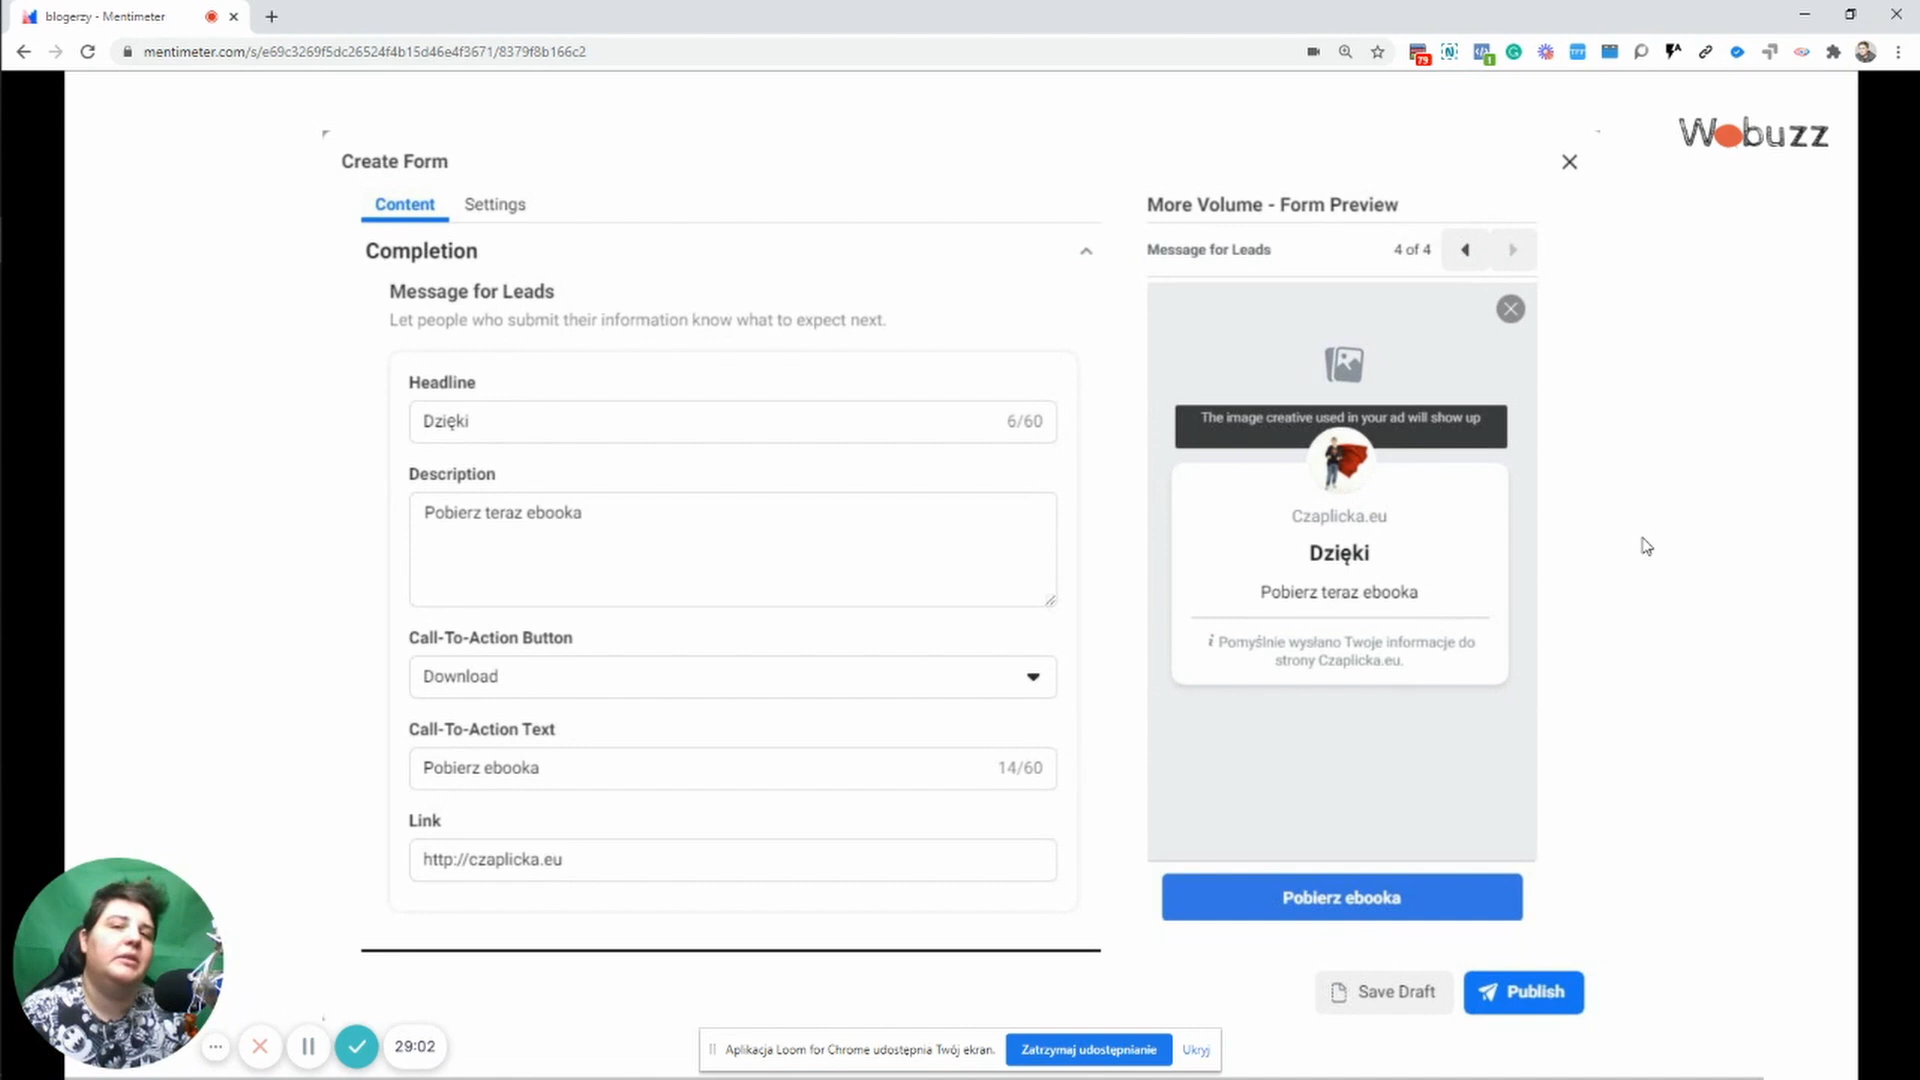 blogerzy - Mentimeter
mentimeter.com/s/e69c3269f5dc26524f4b15d46e4f3671/8379f8b166c2
79
1
Wobuzz
Create Form
Content
Settings
Completion
Message for Leads
Let people who submit their information know what to expect next.
Headline
Dzięki
6/60
Description
Pobierz teraz ebooka
Call-To-Action Button
Download
Call-To-Action Text
Pobierz ebooka
14/60
Link
http://czaplicka.eu
More Volume - Form Preview
Message for Leads
4 of 4
The image creative used in your ad will show up
Czaplicka.eu
Dzięki
Pobierz teraz ebooka
i Pomyślnie wysłano Twoje informacje do
strony Czaplicka.eu.
Pobierz ebooka
Save Draft
Publish
29:02
Aplikacja Loom for Chrome udostępnia Twój ekran.
Zatrzymaj udostępnianie
Ukryj